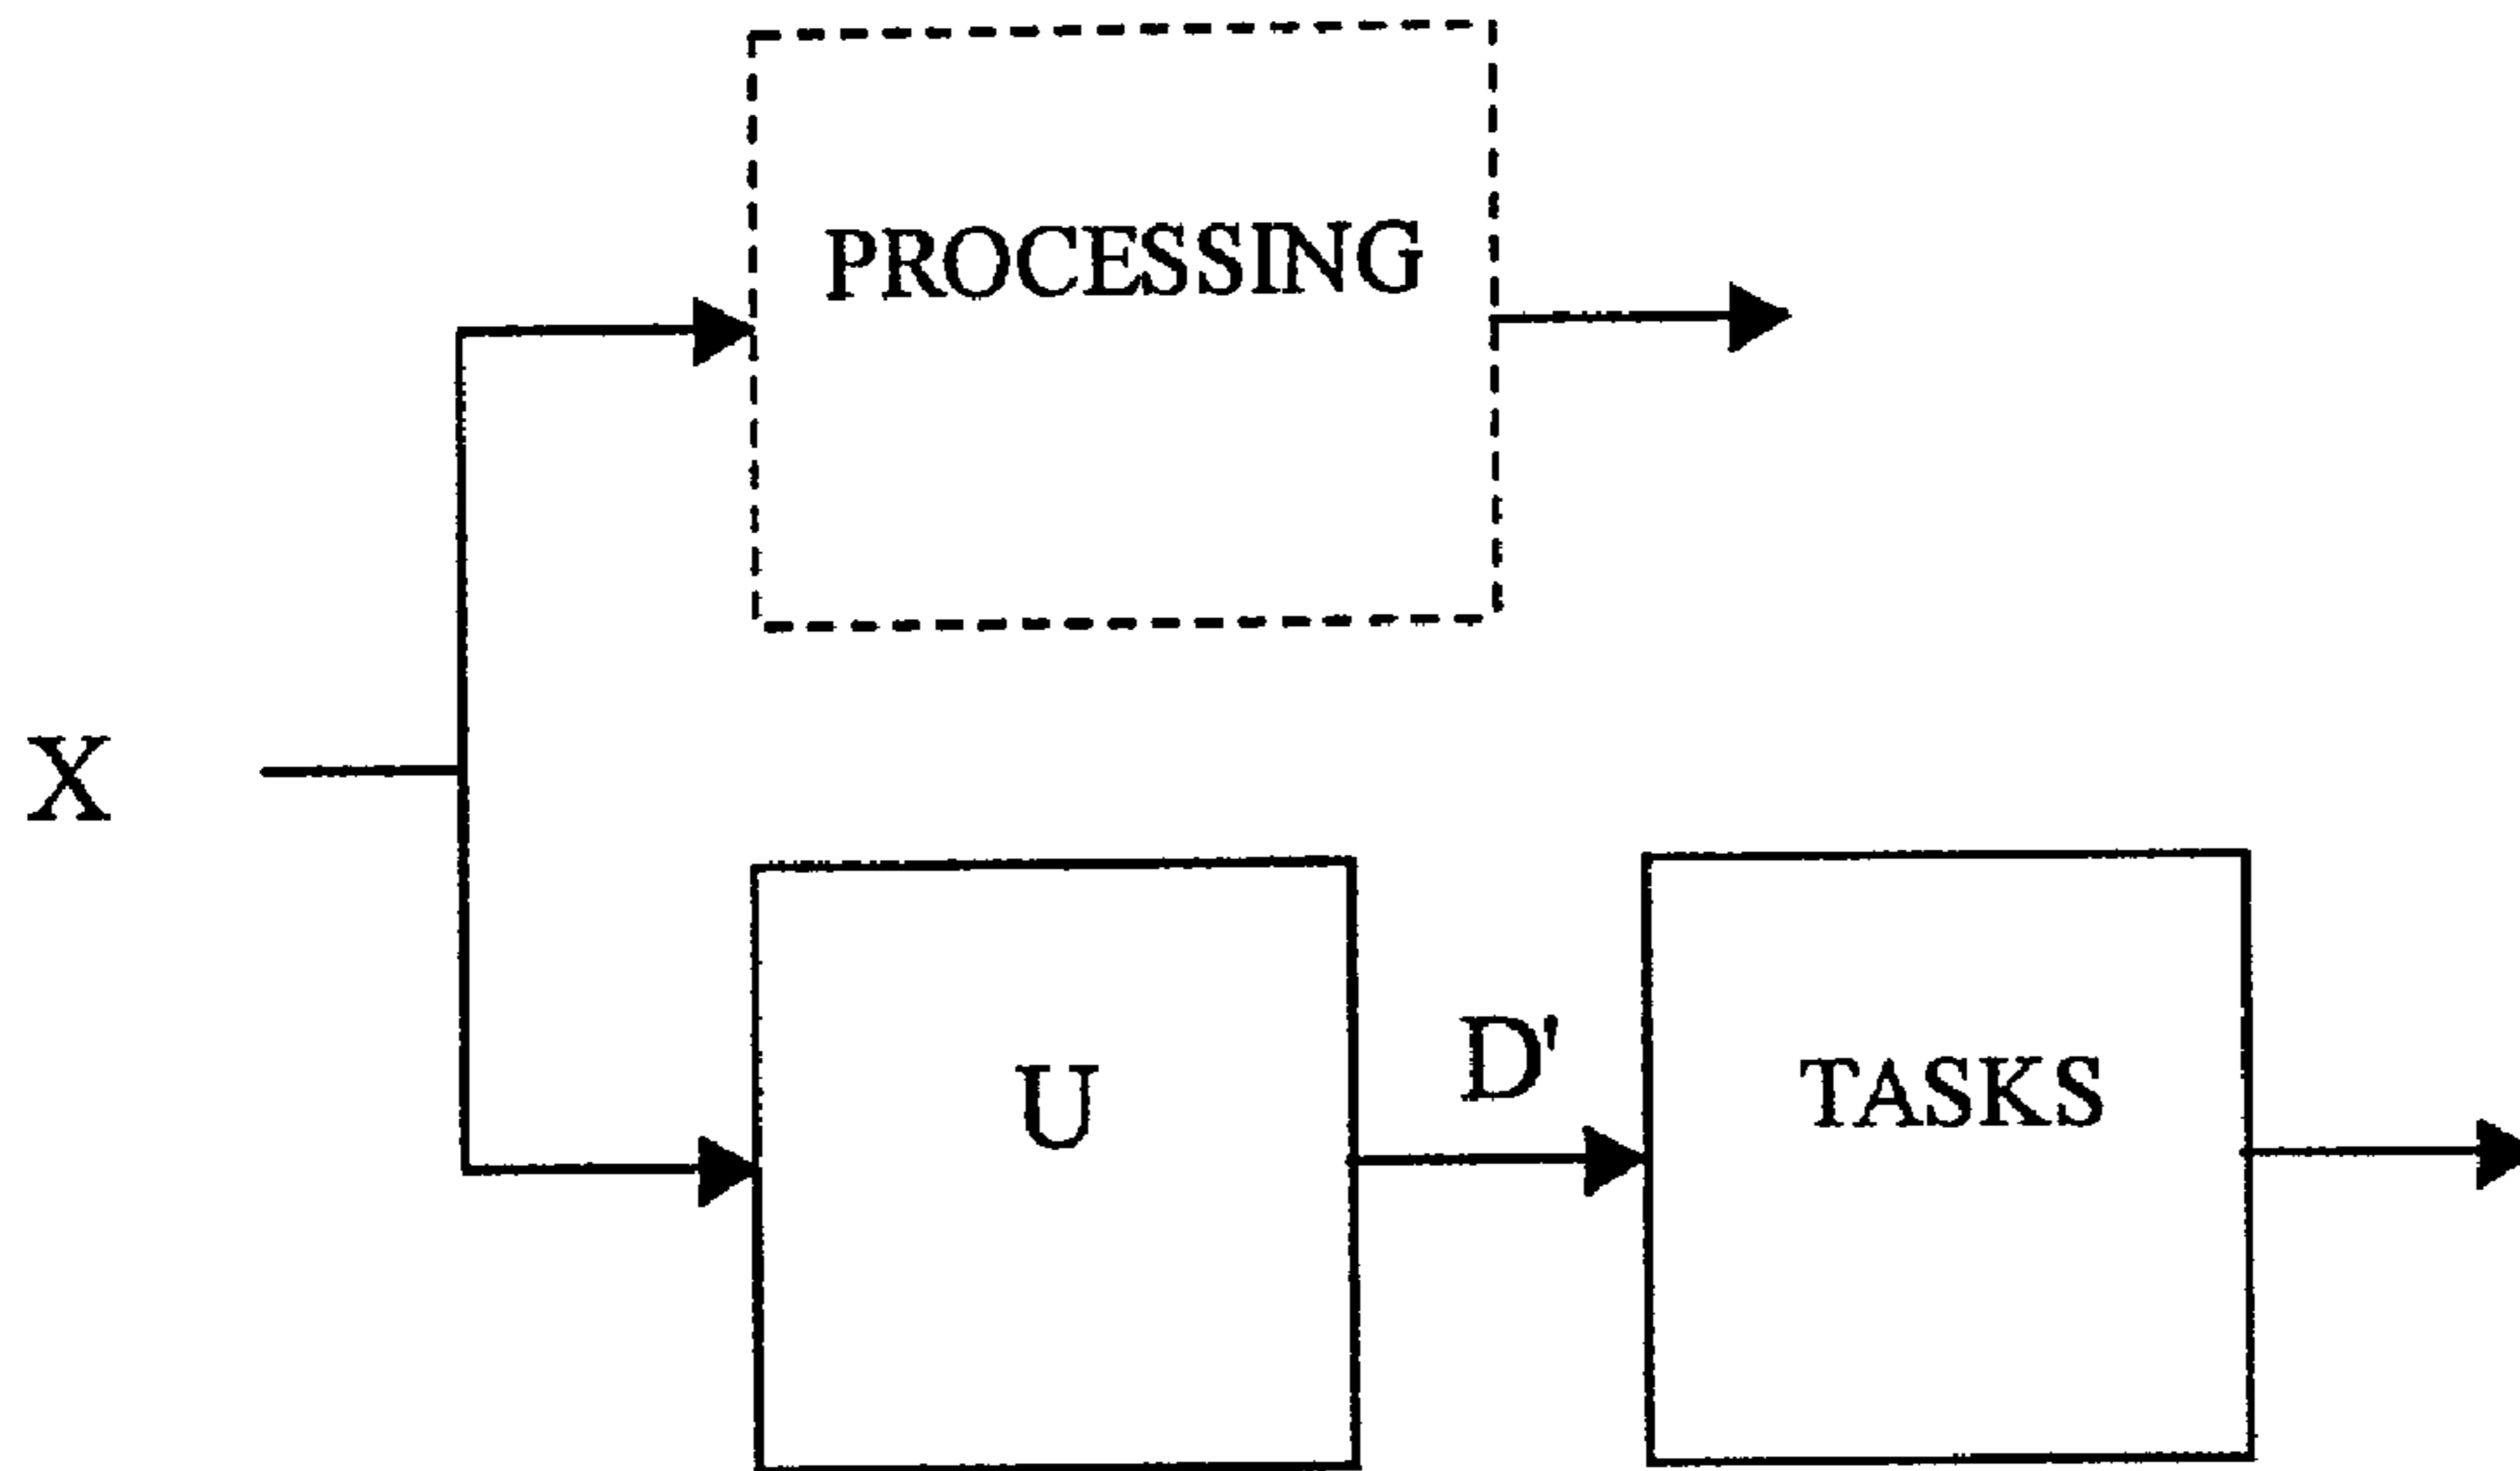 PROCESSING
X
U
D'
TASKS